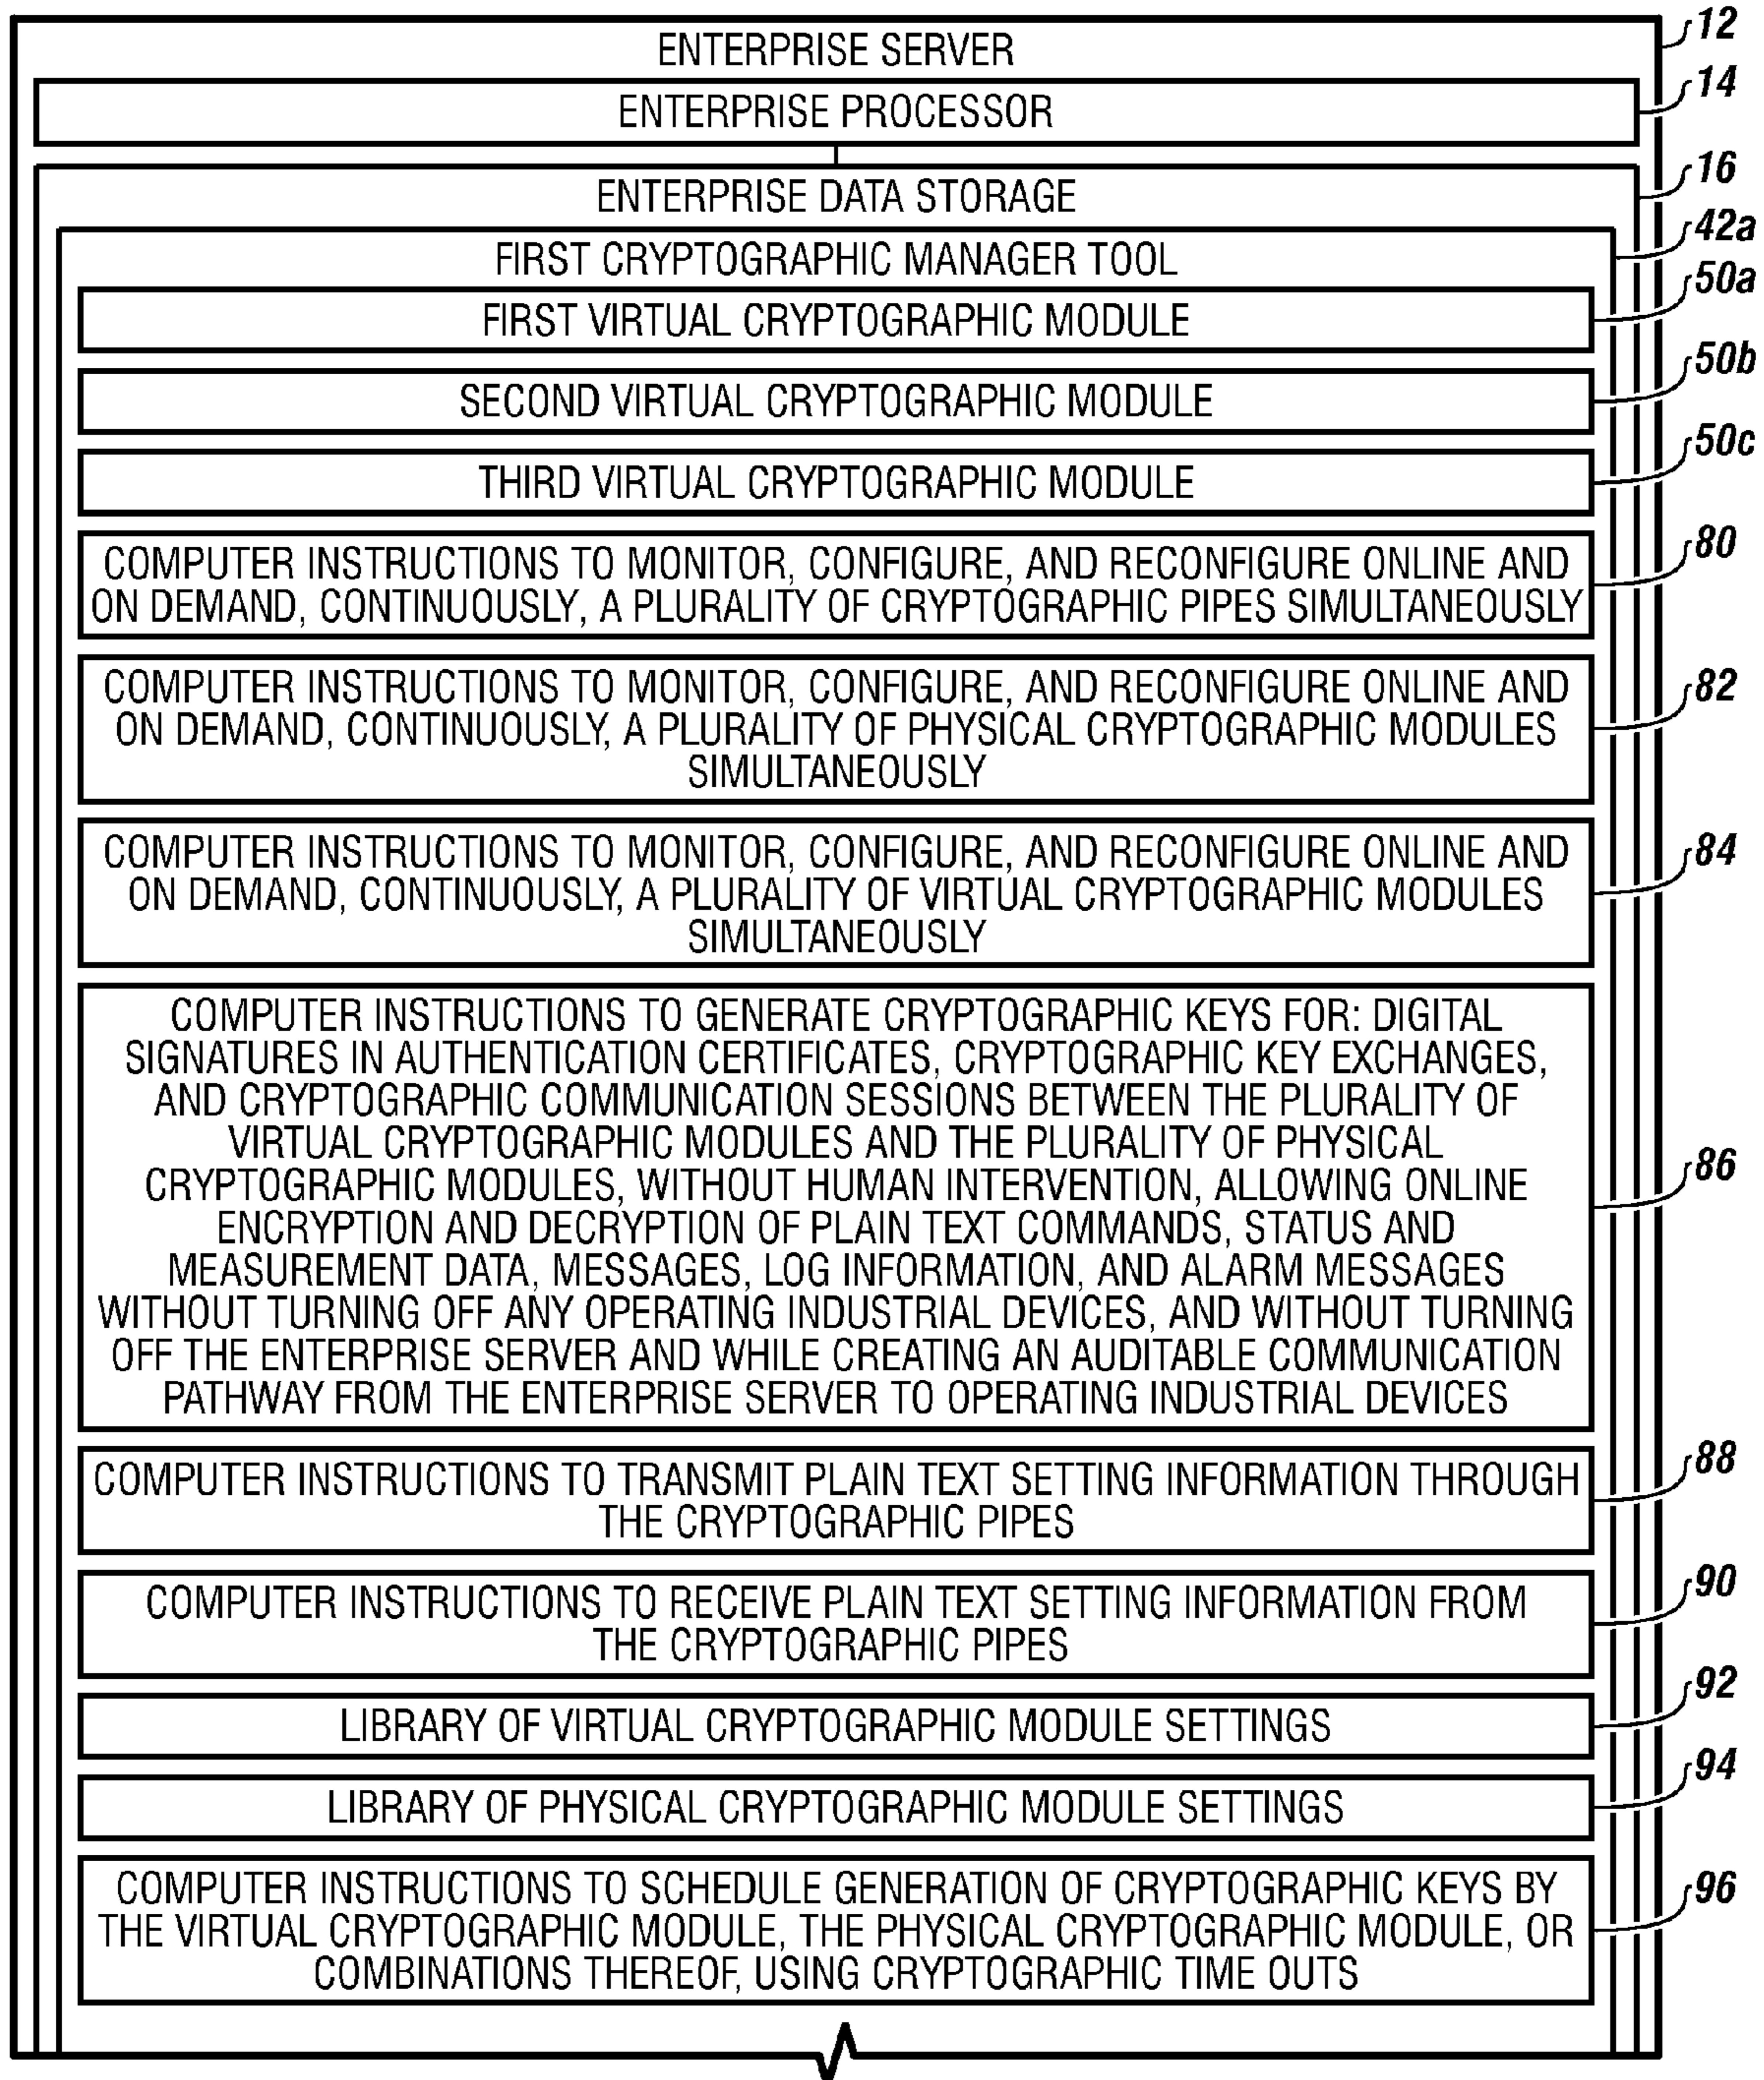 ENTERPRISE SERVER
12
ENTERPRISE PROCESSOR
14
ENTERPRISE DATA STORAGE
16
FIRST CRYPTOGRAPHIC MANAGER TOOL
42a
FIRST VIRTUAL CRYPTOGRAPHIC MODULE
50a
SECOND VIRTUAL CRYPTOGRAPHIC MODULE
50b
THIRD VIRTUAL CRYPTOGRAPHIC MODULE
50c
COMPUTER INSTRUCTIONS TO MONITOR, CONFIGURE, AND RECONFIGURE ONLINE AND
ON DEMAND, CONTINUOUSLY, A PLURALITY OF CRYPTOGRAPHIC PIPES SIMULTANEOUSLY
80
COMPUTER INSTRUCTIONS TO MONITOR, CONFIGURE, AND RECONFIGURE ONLINE AND
ON DEMAND, CONTINUOUSLY, A PLURALITY OF PHYSICAL CRYPTOGRAPHIC MODULES
SIMULTANEOUSLY
82
COMPUTER INSTRUCTIONS TO MONITOR, CONFIGURE, AND RECONFIGURE ONLINE AND
ON DEMAND, CONTINUOUSLY, A PLURALITY OF VIRTUAL CRYPTOGRAPHIC MODULES
SIMULTANEOUSLY
84
COMPUTER INSTRUCTIONS TO GENERATE CRYPTOGRAPHIC KEYS FOR: DIGITAL
SIGNATURES IN AUTHENTICATION CERTIFICATES, CRYPTOGRAPHIC KEY EXCHANGES,
AND CRYPTOGRAPHIC COMMUNICATION SESSIONS BETWEEN THE PLURALITY OF
VIRTUAL CRYPTOGRAPHIC MODULES AND THE PLURALITY OF PHYSICAL
CRYPTOGRAPHIC MODULES, WITHOUT HUMAN INTERVENTION, ALLOWING ONLINE
ENCRYPTION AND DECRYPTION OF PLAIN TEXT COMMANDS, STATUS AND
MEASUREMENT DATA, MESSAGES, LOG INFORMATION, AND ALARM MESSAGES
WITHOUT TURNING OFF ANY OPERATING INDUSTRIAL DEVICES, AND WITHOUT TURNING
OFF THE ENTERPRISE SERVER AND WHILE CREATING AN AUDITABLE COMMUNICATION
PATHWAY FROM THE ENTERPRISE SERVER TO OPERATING INDUSTRIAL DEVICES
86
COMPUTER INSTRUCTIONS TO TRANSMIT PLAIN TEXT SETTING INFORMATION THROUGH
THE CRYPTOGRAPHIC PIPES
88
COMPUTER INSTRUCTIONS TO RECEIVE PLAIN TEXT SETTING INFORMATION FROM
THE CRYPTOGRAPHIC PIPES
90
LIBRARY OF VIRTUAL CRYPTOGRAPHIC MODULE SETTINGS
92
LIBRARY OF PHYSICAL CRYPTOGRAPHIC MODULE SETTINGS
94
COMPUTER INSTRUCTIONS TO SCHEDULE GENERATION OF CRYPTOGRAPHIC KEYS BY
THE VIRTUAL CRYPTOGRAPHIC MODULE, THE PHYSICAL CRYPTOGRAPHIC MODULE, OR
COMBINATIONS THEREOF, USING CRYPTOGRAPHIC TIME OUTS
96